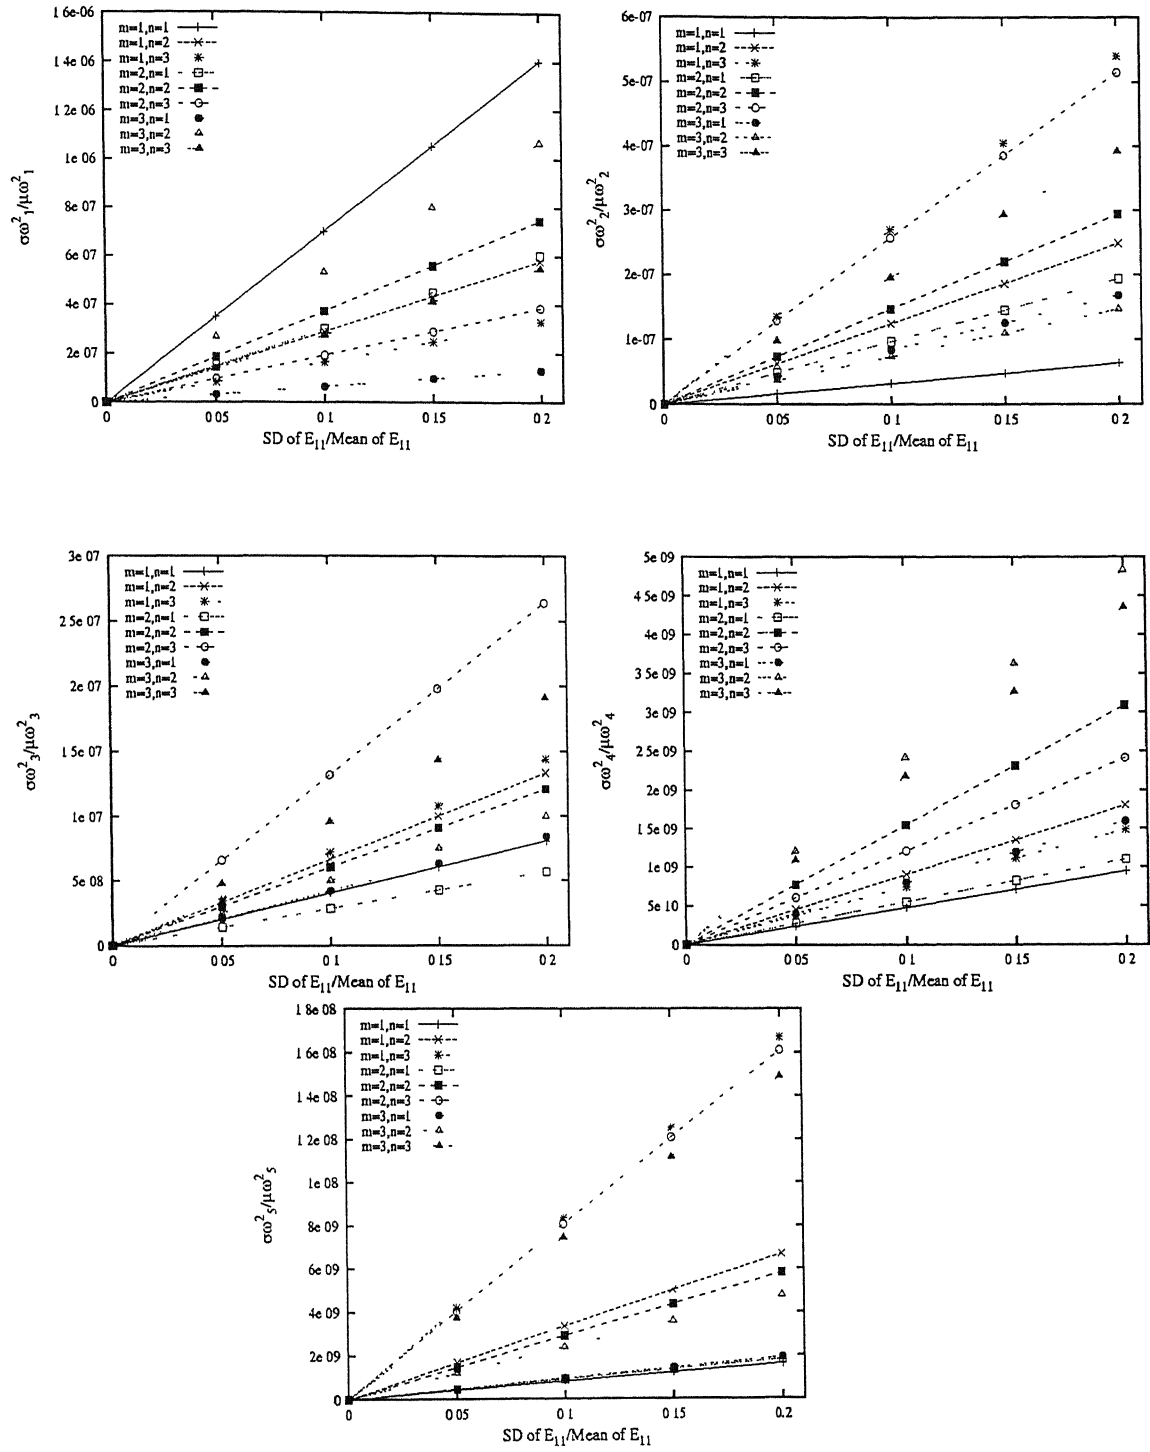 1 6e-06
1 4e 06
1 2e 06
1e 06
8e 07
6e 07
4e 07
2e 07
0
m=1,n=1
m=1,n=2
m=1,n=3
m=2,n=1
m=2,n=2
m=2,n=3
m=3,n=1
m=3,n=2
m=3,n=3
σω²₁/μω²₁
0 0 05 0 1 0 15 0 2
SD of E₁₁/Mean of E₁₁
6e-07
5e-07
4e-07
3e-07
2e-07
1e-07
0
m=1,n=1
m=1,n=2
m=1,n=3
m=2,n=1
m=2,n=2
m=2,n=3
m=3,n=1
m=3,n=2
m=3,n=3
σω²₂/μω²₂
0 0 05 0 1 0 15 0 2
SD of E₁₁/Mean of E₁₁
3e 07
2 5e 07
2e 07
1 5e 07
1e 07
5e 08
0
m=1,n=1
m=1,n=2
m=1,n=3
m=2,n=1
m=2,n=2
m=2,n=3
m=3,n=1
m=3,n=2
m=3,n=3
σω²₃/μω²₃
0 0 05 0 1 0 15 0 2
SD of E₁₁/Mean of E₁₁
5e 09
4 5e 09
4e 09
3 5e 09
3e 09
2 5e 09
2e 09
1 5e 09
1e 09
5e 10
0
m=1,n=1
m=1,n=2
m=1,n=3
m=2,n=1
m=2,n=2
m=2,n=3
m=3,n=1
m=3,n=2
m=3,n=3
σω²₄/μω²₄
0 0 05 0 1 0 15 0 2
SD of E₁₁/Mean of E₁₁
1 8e 08
1 6e 08
1 4e 08
1 2e 08
1e 08
8e 09
6e 09
4e 09
2e 09
0
m=1,n=1
m=1,n=2
m=1,n=3
m=2,n=1
m=2,n=2
m=2,n=3
m=3,n=1
m=3,n=2
m=3,n=3
σω²₅/μω²₅
0 0 05 0 1 0 15 0 2
SD of E₁₁/Mean of E₁₁